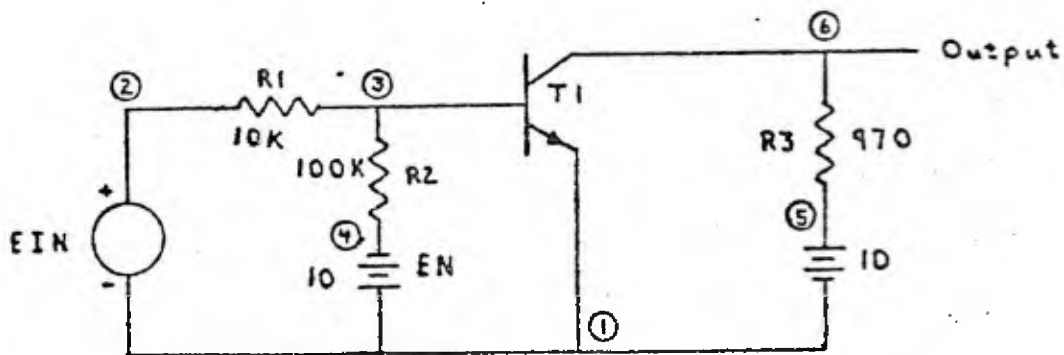 ⑥
Output
② R1 ③ T1
10K
100K R2
R3 970
④ ⑤
+
EIN
-
10 EN
10
①